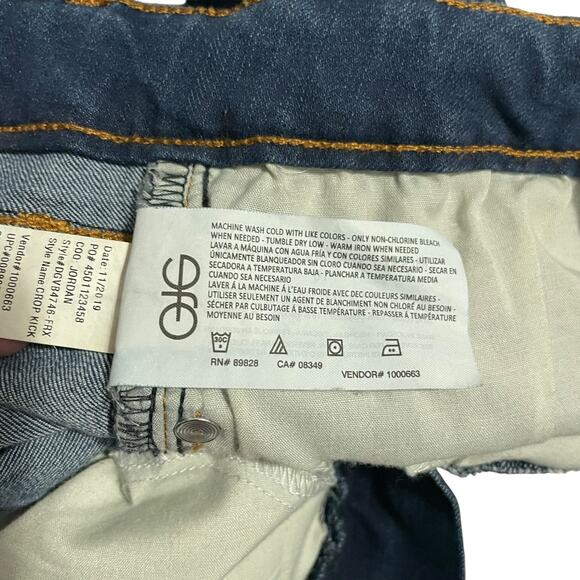 MACHINE WASH COLD WITH LIKE COLORS - ONLY NON-CHLORINE BLEACH
WHEN NEEDED - TUMBLE DRY LOW - WARM IRON WHEN NEEDED
LAVAR A MÁQUINA CON AGUA FRÍA Y CON COLORES SIMILARES - UTILIZAR
ÚNICAMENTE BLANQUEADOR SIN CLORO CUANDO SEA NECESARIO - SECAR EN
SECADORA A TEMPERATURA BAJA - PLANCHAR A TEMPERATURA MEDIA
CUANDO SEA NECESARIO
LAVER Á LA MACHINE À L'EAU FROIDE AVEC DEC COULEURS SIMILAIRES -
UTILISER SEULEMENT UN AGENT DE BLANCHIMENT NON CHLORÉ AU BESOIN -
SÉCHER PAR CULBUTAGE À BASSE TEMPÉRATURE - REPASSER À TEMPÉRATURE
MOYENNE AU BESOIN
30C
RN# 89828 CA# 08349
VENDOR# 1000663
Date: 11/2019
PO# 4501123458
COO: JORDAN
Style#DDVA4746-FRX
Style Name:CROP KICK
Vendor# 1000663